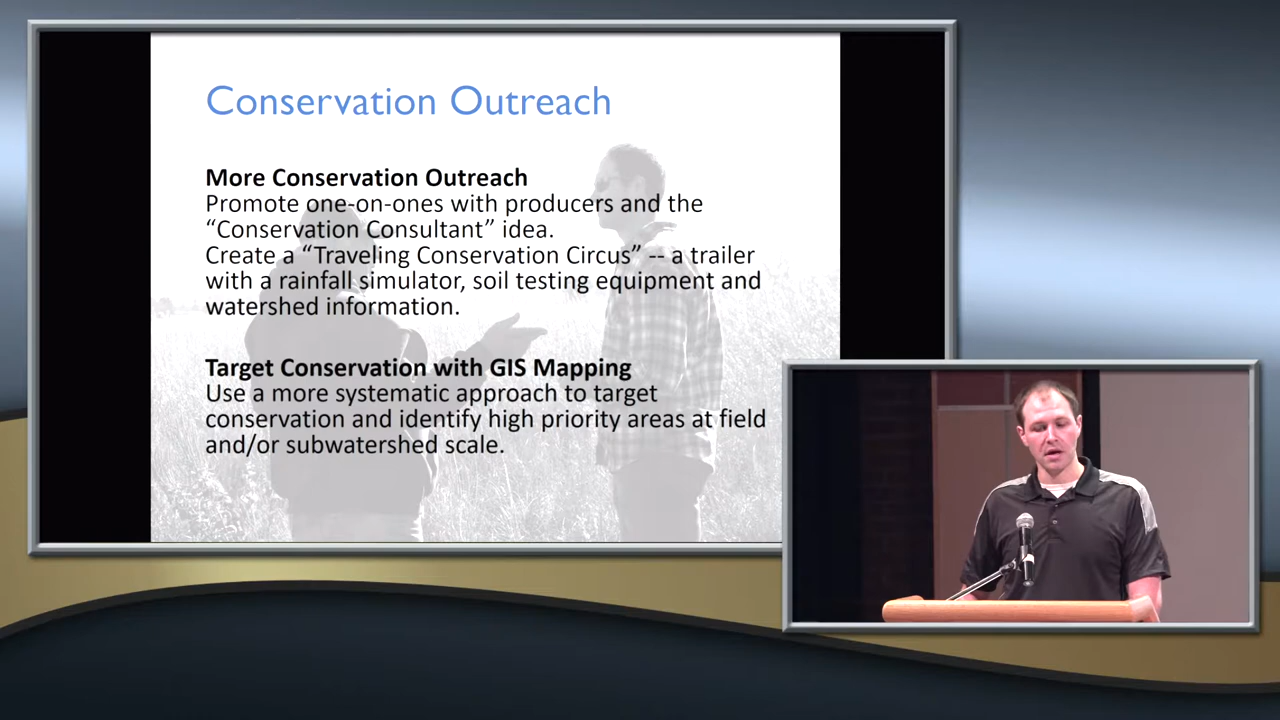 Conservation Outreach
More Conservation Outreach
Promote one-on-ones with producers and the
“Conservation Consultant” idea.
Create a “Traveling Conservation Circus” -- a trailer
with a rainfall simulator, soil testing equipment and
watershed information.
Target Conservation with GIS Mapping
Use a more systematic approach to target
conservation and identify high priority areas at field
and/or subwatershed scale.